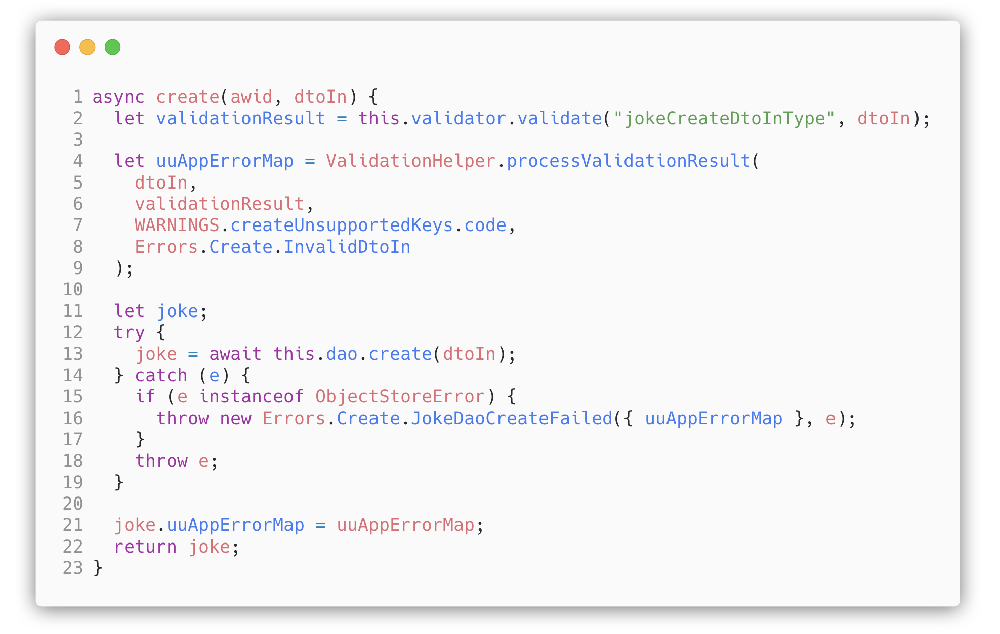 1 async create(awid, dtoIn) {
2   let validationResult = this.validator.validate("jokeCreateDtoInType", dtoIn);
3
4   let uuAppErrorMap = ValidationHelper.processValidationResult(
5     dtoIn,
6     validationResult,
7     WARNINGS.createUnsupportedKeys.code,
8     Errors.Create.InvalidDtoIn
9   );
10
11   let joke;
12   try {
13     joke = await this.dao.create(dtoIn);
14   } catch (e) {
15     if (e instanceof ObjectStoreError) {
16       throw new Errors.Create.JokeDaoCreateFailed({ uuAppErrorMap }, e);
17     }
18     throw e;
19   }
20
21   joke.uuAppErrorMap = uuAppErrorMap;
22   return joke;
23 }